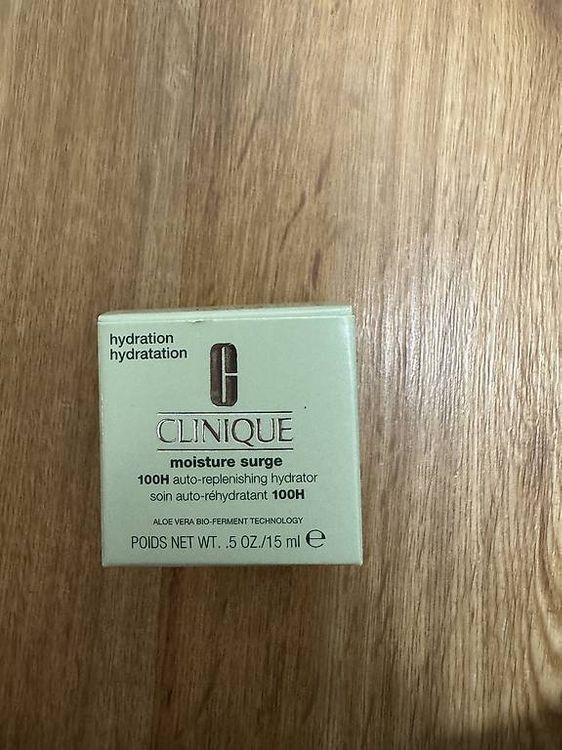 hydration
hydratation
CLINIQUE
moisture surge
100H auto-replenishing hydrator
soin auto-réhydratant 100H
ALOE VERA BIO-FERMENT TECHNOLOGY
POIDS NET WT. .5 OZ./15 ml ℮